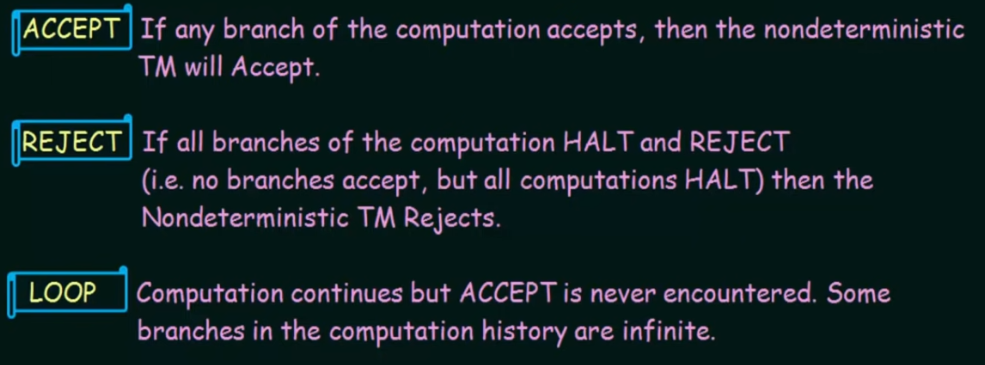 ACCEPT If any branch of the computation accepts, then the nondeterministic
TM will Accept.
REJECT If all branches of the computation HALT and REJECT
(i.e. no branches accept, but all computations HALT) then the
Nondeterministic TM Rejects.
LOOP Computation continues but ACCEPT is never encountered. Some
branches in the computation history are infinite.